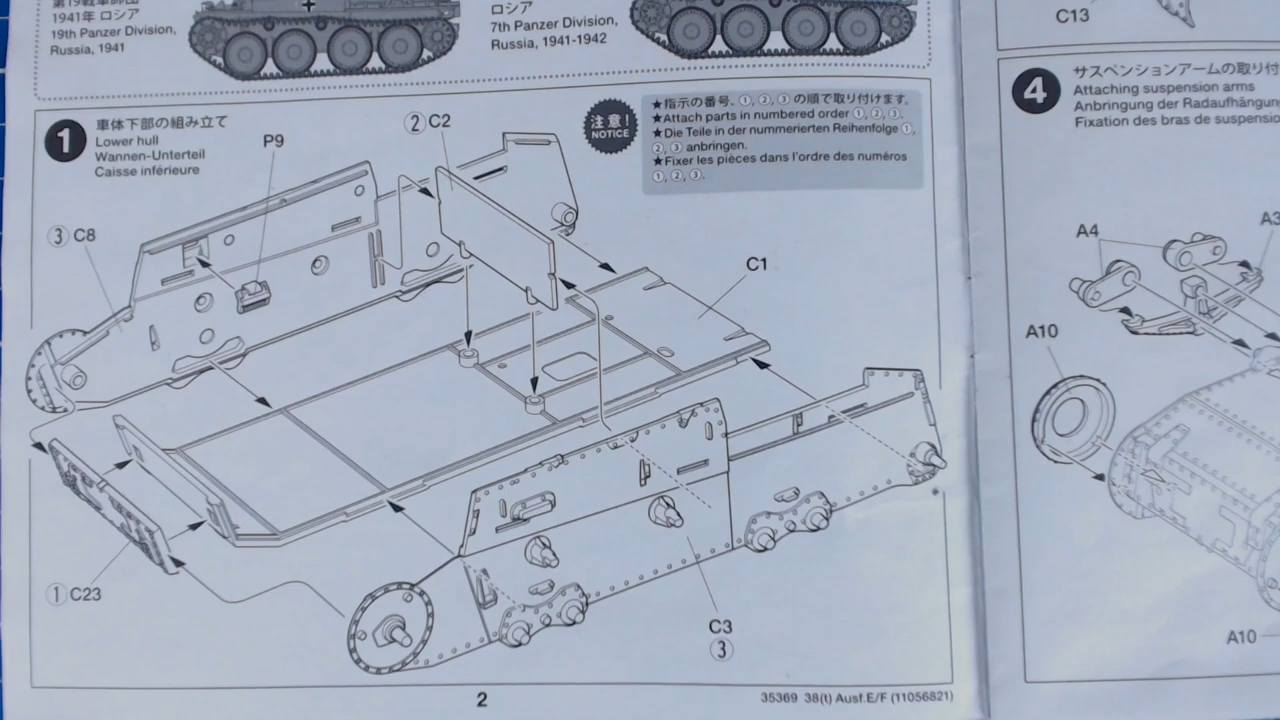 1941年 ロシア
19th Panzer Division,
Russia, 1941
ロシア
7th Panzer Division,
Russia, 1941-1942
C13
1
車体下部の組み立て
Lower hull
Wannen-Unterteil
Caisse inférieure
注意!
NOTICE
★指示の番号、①, ②, ③ の順で取り付けます。
★Attach parts in numbered order ①, ②, ③.
★Die Teile in der nummerierten Reihenfolge ①,
②, ③ anbringen.
★Fixer les pièces dans l'ordre des numéros
①, ②, ③.
P9
② C2
③ C8
C1
① C23
C3
③
2
35369 38(t) Ausf.E/F (11056821)
4
サスペンションアームの取り付
Attaching suspension arms
Anbringung der Radaufhängun
Fixation des bras de suspensio
A4
A3
A10
A10